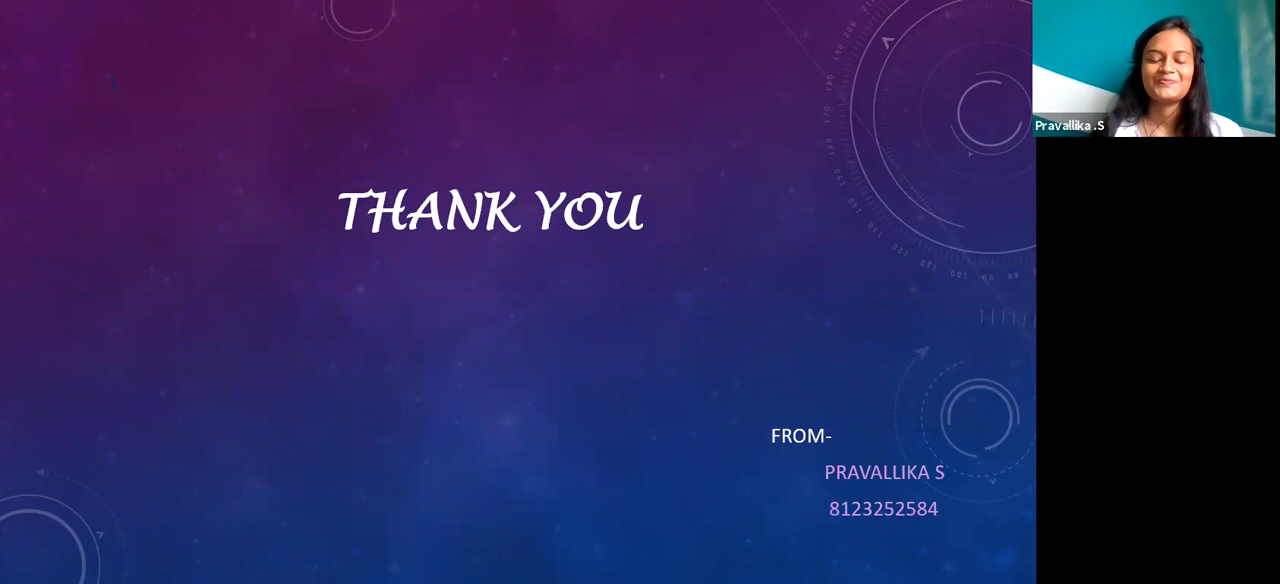 THANK YOU
FROM-
PRAVALLIKA S
8123252584
Pravallika .S